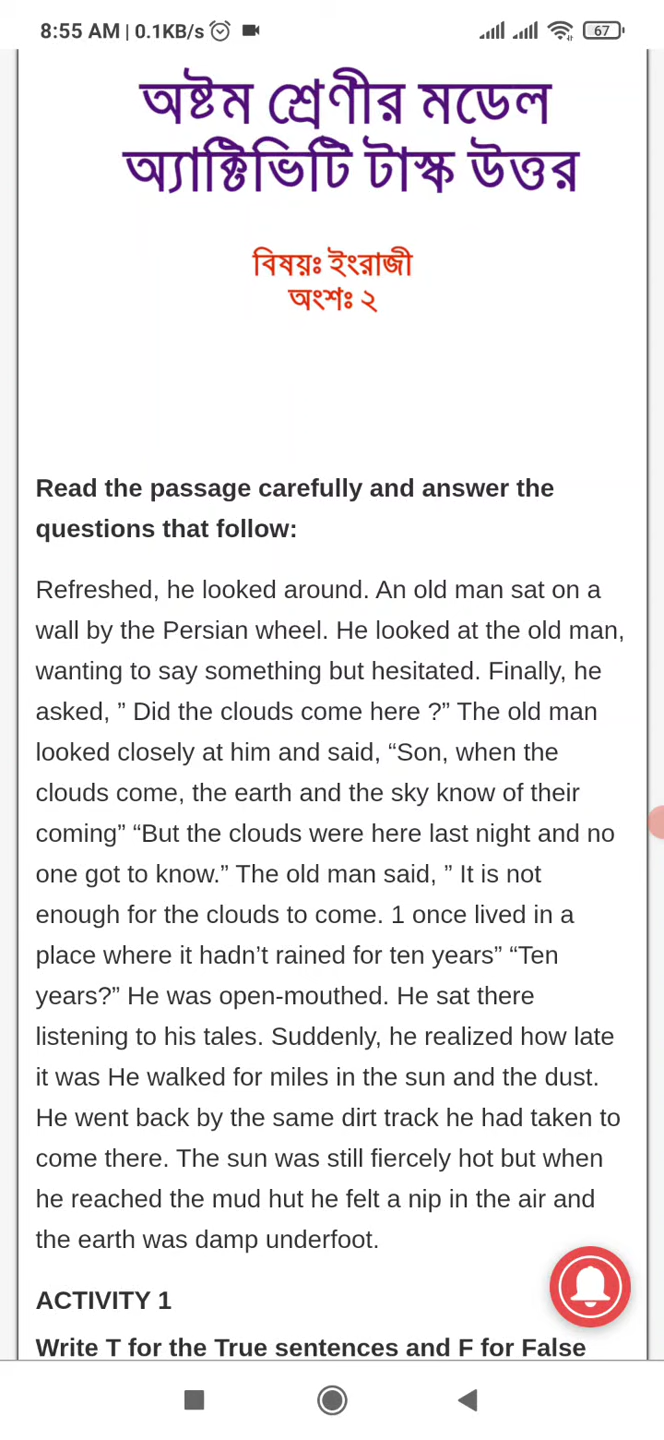 8:55 AM | 0.1KB/s
67
অষ্টম শ্রেণীর মডেল
অ্যাক্টিভিটি টাস্ক উত্তর
বিষয়ঃ ইংরাজী
অংশঃ ২
Read the passage carefully and answer the
questions that follow:
Refreshed, he looked around. An old man sat on a
wall by the Persian wheel. He looked at the old man,
wanting to say something but hesitated. Finally, he
asked, ” Did the clouds come here ?” The old man
looked closely at him and said, “Son, when the
clouds come, the earth and the sky know of their
coming” “But the clouds were here last night and no
one got to know.” The old man said, ” It is not
enough for the clouds to come. 1 once lived in a
place where it hadn’t rained for ten years” “Ten
years?” He was open-mouthed. He sat there
listening to his tales. Suddenly, he realized how late
it was He walked for miles in the sun and the dust.
He went back by the same dirt track he had taken to
come there. The sun was still fiercely hot but when
he reached the mud hut he felt a nip in the air and
the earth was damp underfoot.
ACTIVITY 1
Write T for the True sentences and F for False